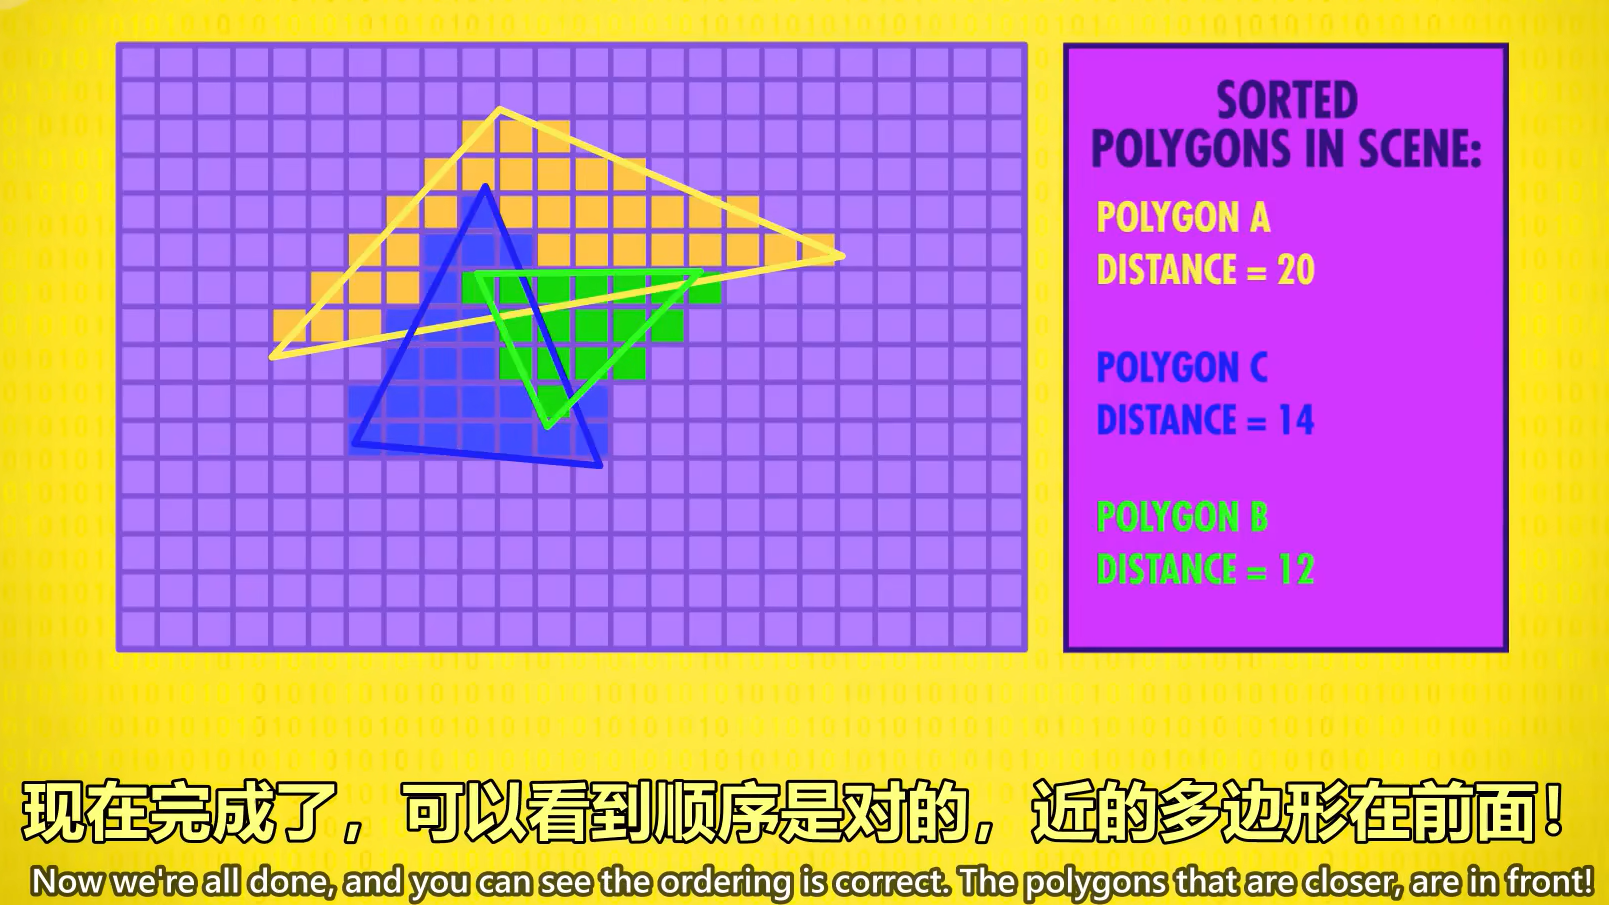 SORTED
POLYGONS IN SCENE:
POLYGON A
DISTANCE = 20
POLYGON C
DISTANCE = 14
POLYGON B
DISTANCE = 12
现在完成了，可以看到顺序是对的，近的多边形在前面！
Now we're all done, and you can see the ordering is correct. The polygons that are closer, are in front!